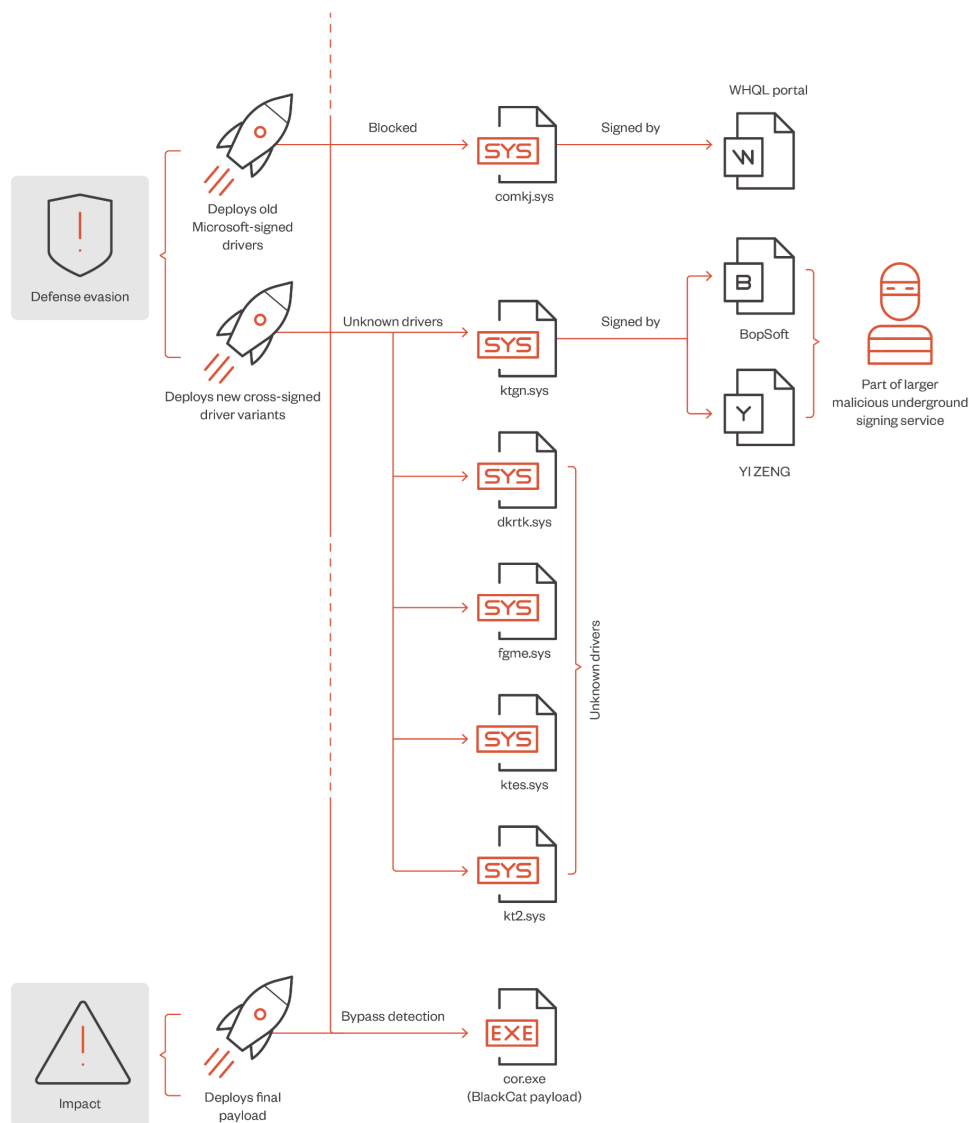 WHQL portal
Blocked
Signed by
SYS
W
comkj.sys
Deploys old
Microsoft-signed
drivers
Defense evasion
B
BopSoft
Unknown drivers
Signed by
SYS
ktgn.sys
Deploys new cross-signed
driver variants
Y
YI ZENG
Part of larger
malicious underground
signing service
SYS
dkrtk.sys
SYS
fgme.sys
Unknown drivers
SYS
ktes.sys
SYS
kt2.sys
Impact
Deploys final
payload
Bypass detection
EXE
cor.exe
(BlackCat payload)